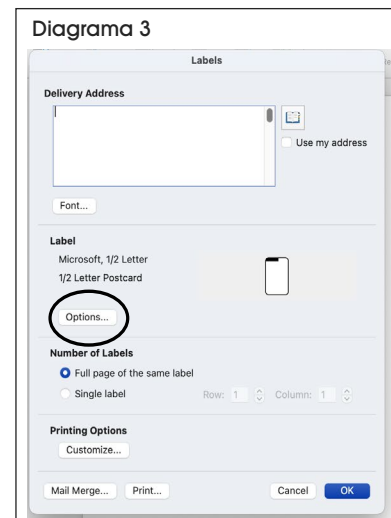 Diagrama 3
Labels
Delivery Address
Use my address
Font...
Label
Microsoft, 1/2 Letter
1/2 Letter Postcard
Options...
Number of Labels
Full page of the same label
Single label Row: 1 Column: 1
Printing Options
Customize...
Mail Merge... Print... Cancel OK